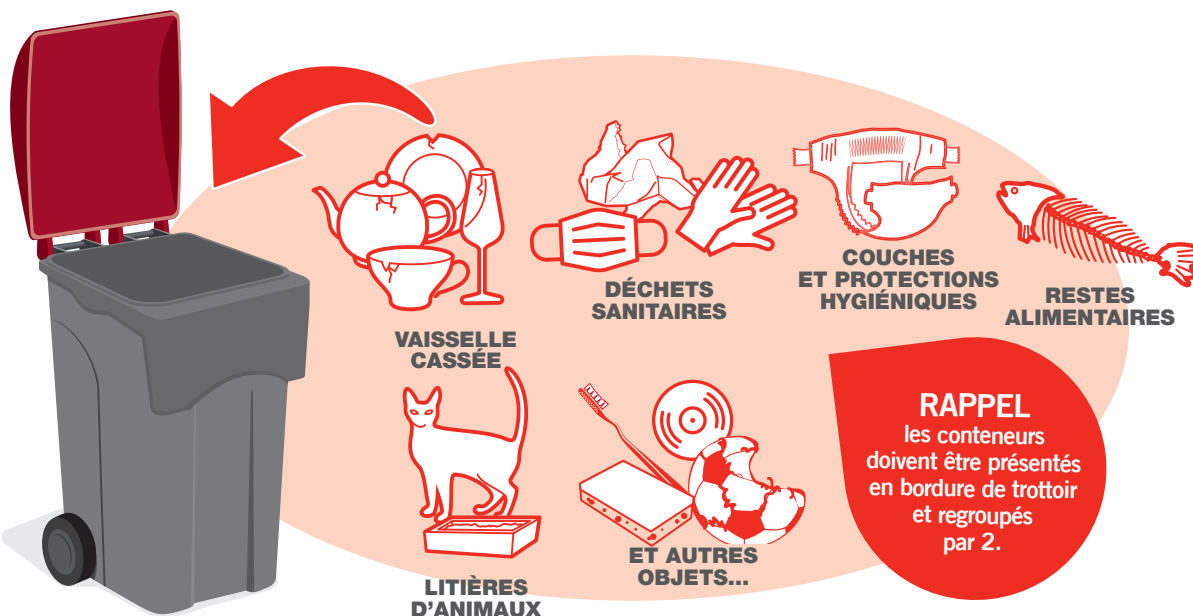 VAISSELLE
CASSÉE
DÉCHETS
SANITAIRES
COUCHES
ET PROTECTIONS
HYGIÉNIQUES
RESTES
ALIMENTAIRES
LITIÈRES
D'ANIMAUX
ET AUTRES
OBJETS...
RAPPEL
les conteneurs
doivent être présentés
en bordure de trottoir
et regroupés
par 2.